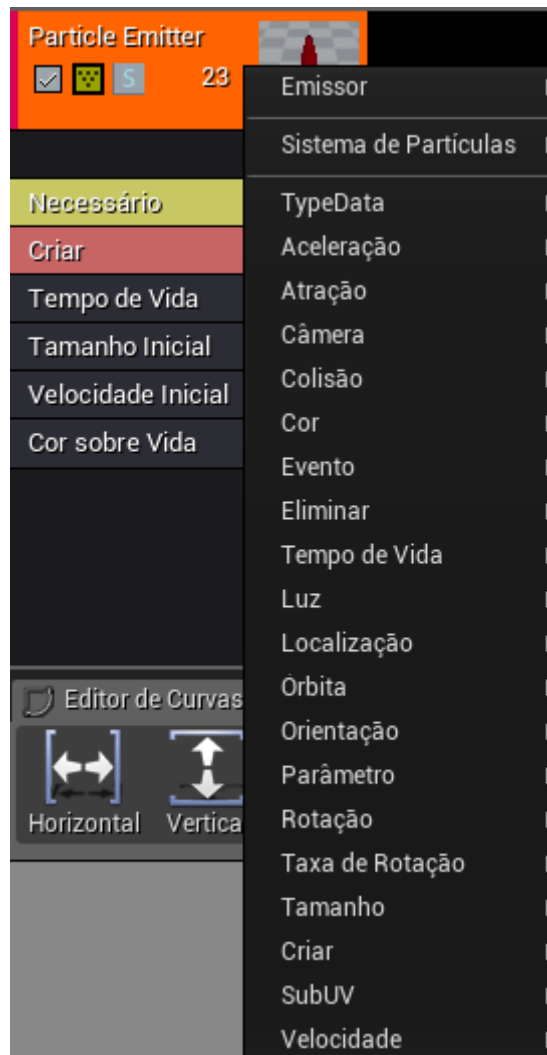 Particle Emitter
S 23
Necessário
Criar
Tempo de Vida
Tamanho Inicial
Velocidade Inicial
Cor sobre Vida
Editor de Curvas
Horizontal Vertica
Emissor
Sistema de Partículas
TypeData
Aceleração
Atração
Câmera
Colisão
Cor
Evento
Eliminar
Tempo de Vida
Luz
Localização
Órbita
Orientação
Parâmetro
Rotação
Taxa de Rotação
Tamanho
Criar
SubUV
Velocidade